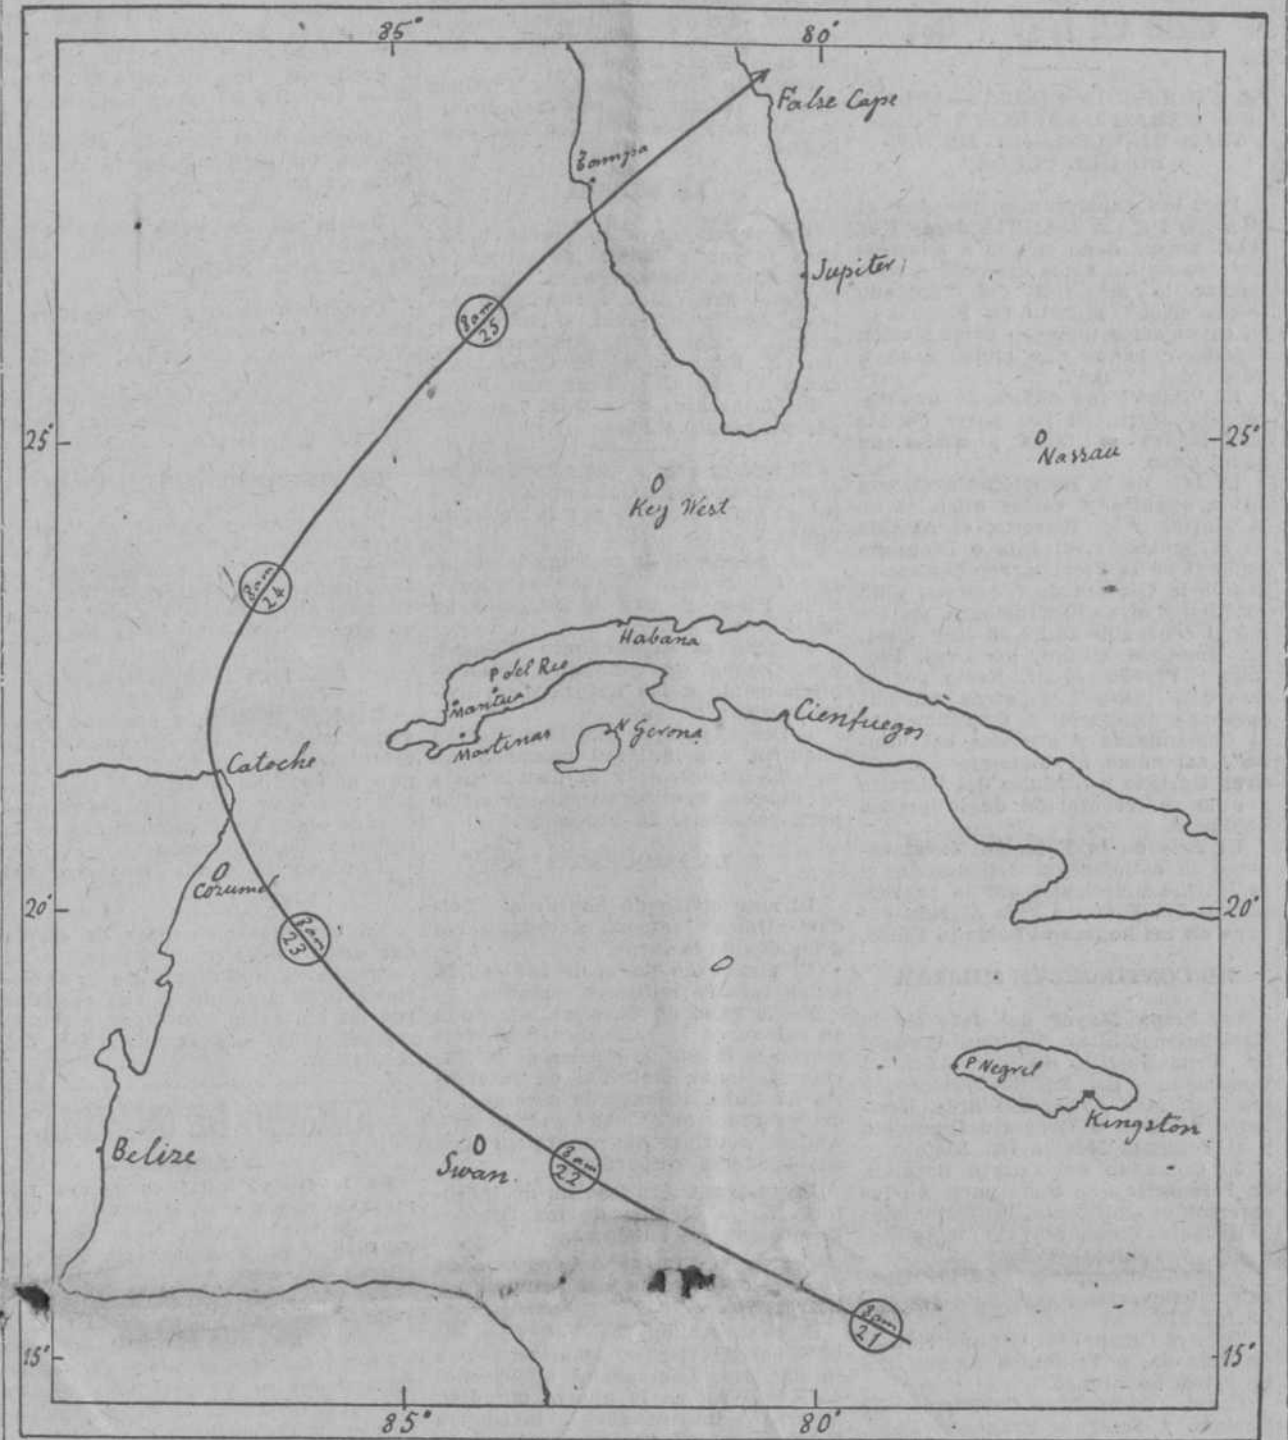 85°
80°
False Cape
Tampa
Jupiter
8am
25
25°
25°
Nassau
Key West
8am
24
Habana
P del Rio
Mantua
Martinas
N Gerona
Cienfuegos
Catoche
Cozumel
20°
20°
8am
23
P Negril
Kingston
Belize
Swan
8am
22
8am
21
15°
15°
85°
80°